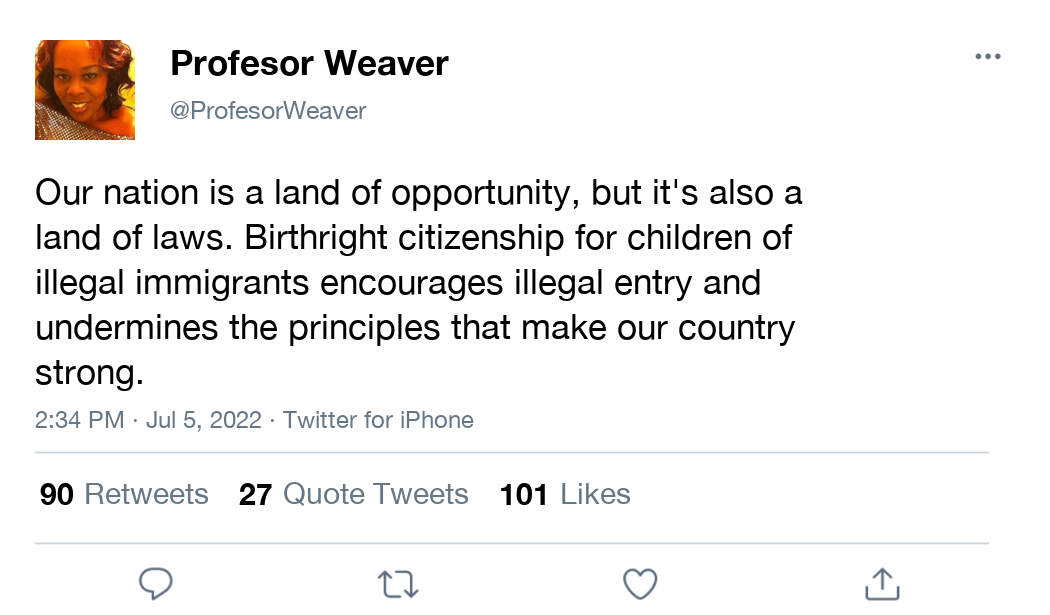 Profesor Weaver
@ProfesorWeaver
Our nation is a land of opportunity, but it's also a
land of laws. Birthright citizenship for children of
illegal immigrants encourages illegal entry and
undermines the principles that make our country
strong.
2:34 PM · Jul 5, 2022 · Twitter for iPhone
90 Retweets 27 Quote Tweets 101 Likes